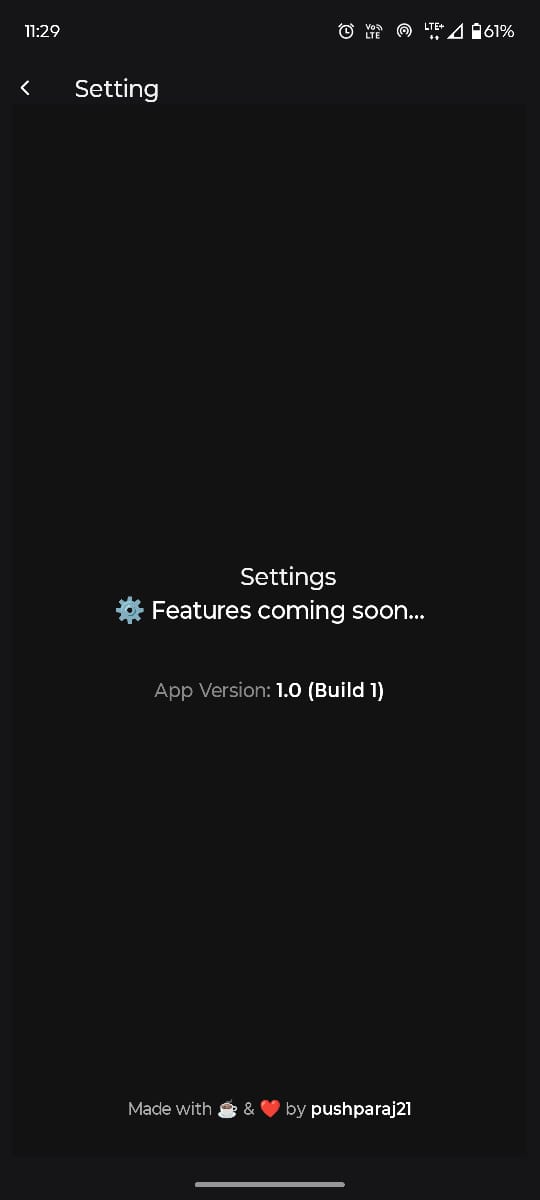 11:29
Vo LTE LTE+ 61%
Setting
Settings
⚙️ Features coming soon...
App Version: 1.0 (Build 1)
Made with ☕ & ❤️ by pushparaj21